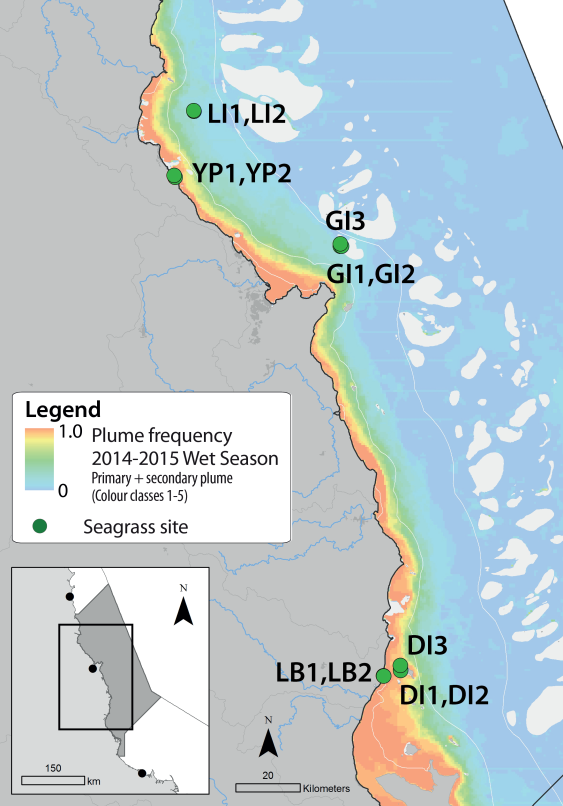 LI1,LI2
YP1,YP2
GI3
GI1,GI2
Legend
1.0 Plume frequency
2014-2015 Wet Season
Primary + secondary plume
0 (Colour classes 1-5)
Seagrass site
N
150
km
DI3
LB1,LB2
DI1,DI2
N
20
Kilometers